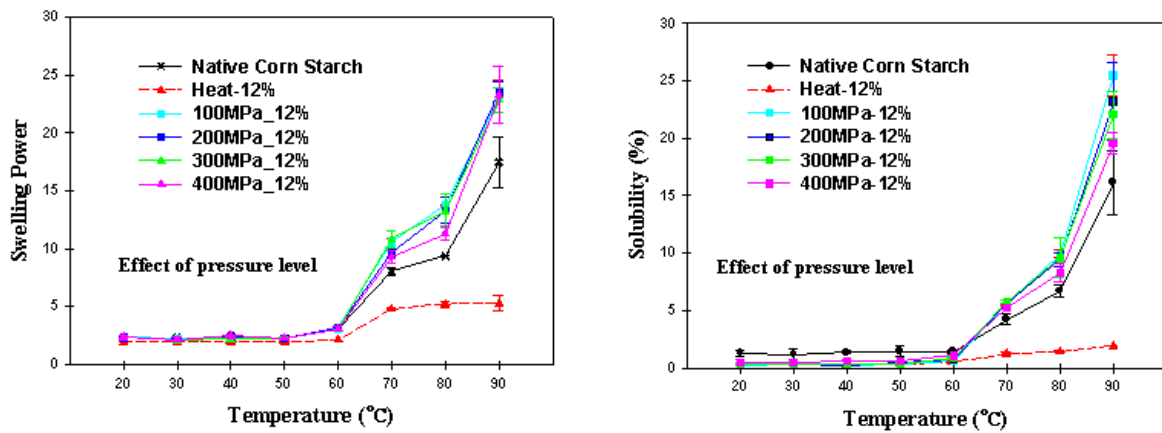 30
25
20
15
10
5
0
Swelling Power
Native Corn Starch
Heat-12%
100MPa_12%
200MPa_12%
300MPa_12%
400MPa_12%
Effect of pressure level
20 30 40 50 60 70 80 90
Temperature (°C)
30
25
20
15
10
5
0
Solubility (%)
Native Corn Starch
Heat-12%
100MPa-12%
200MPa-12%
300MPa-12%
400MPa-12%
Effect of pressure level
20 30 40 50 60 70 80 90
Temperature (°C)